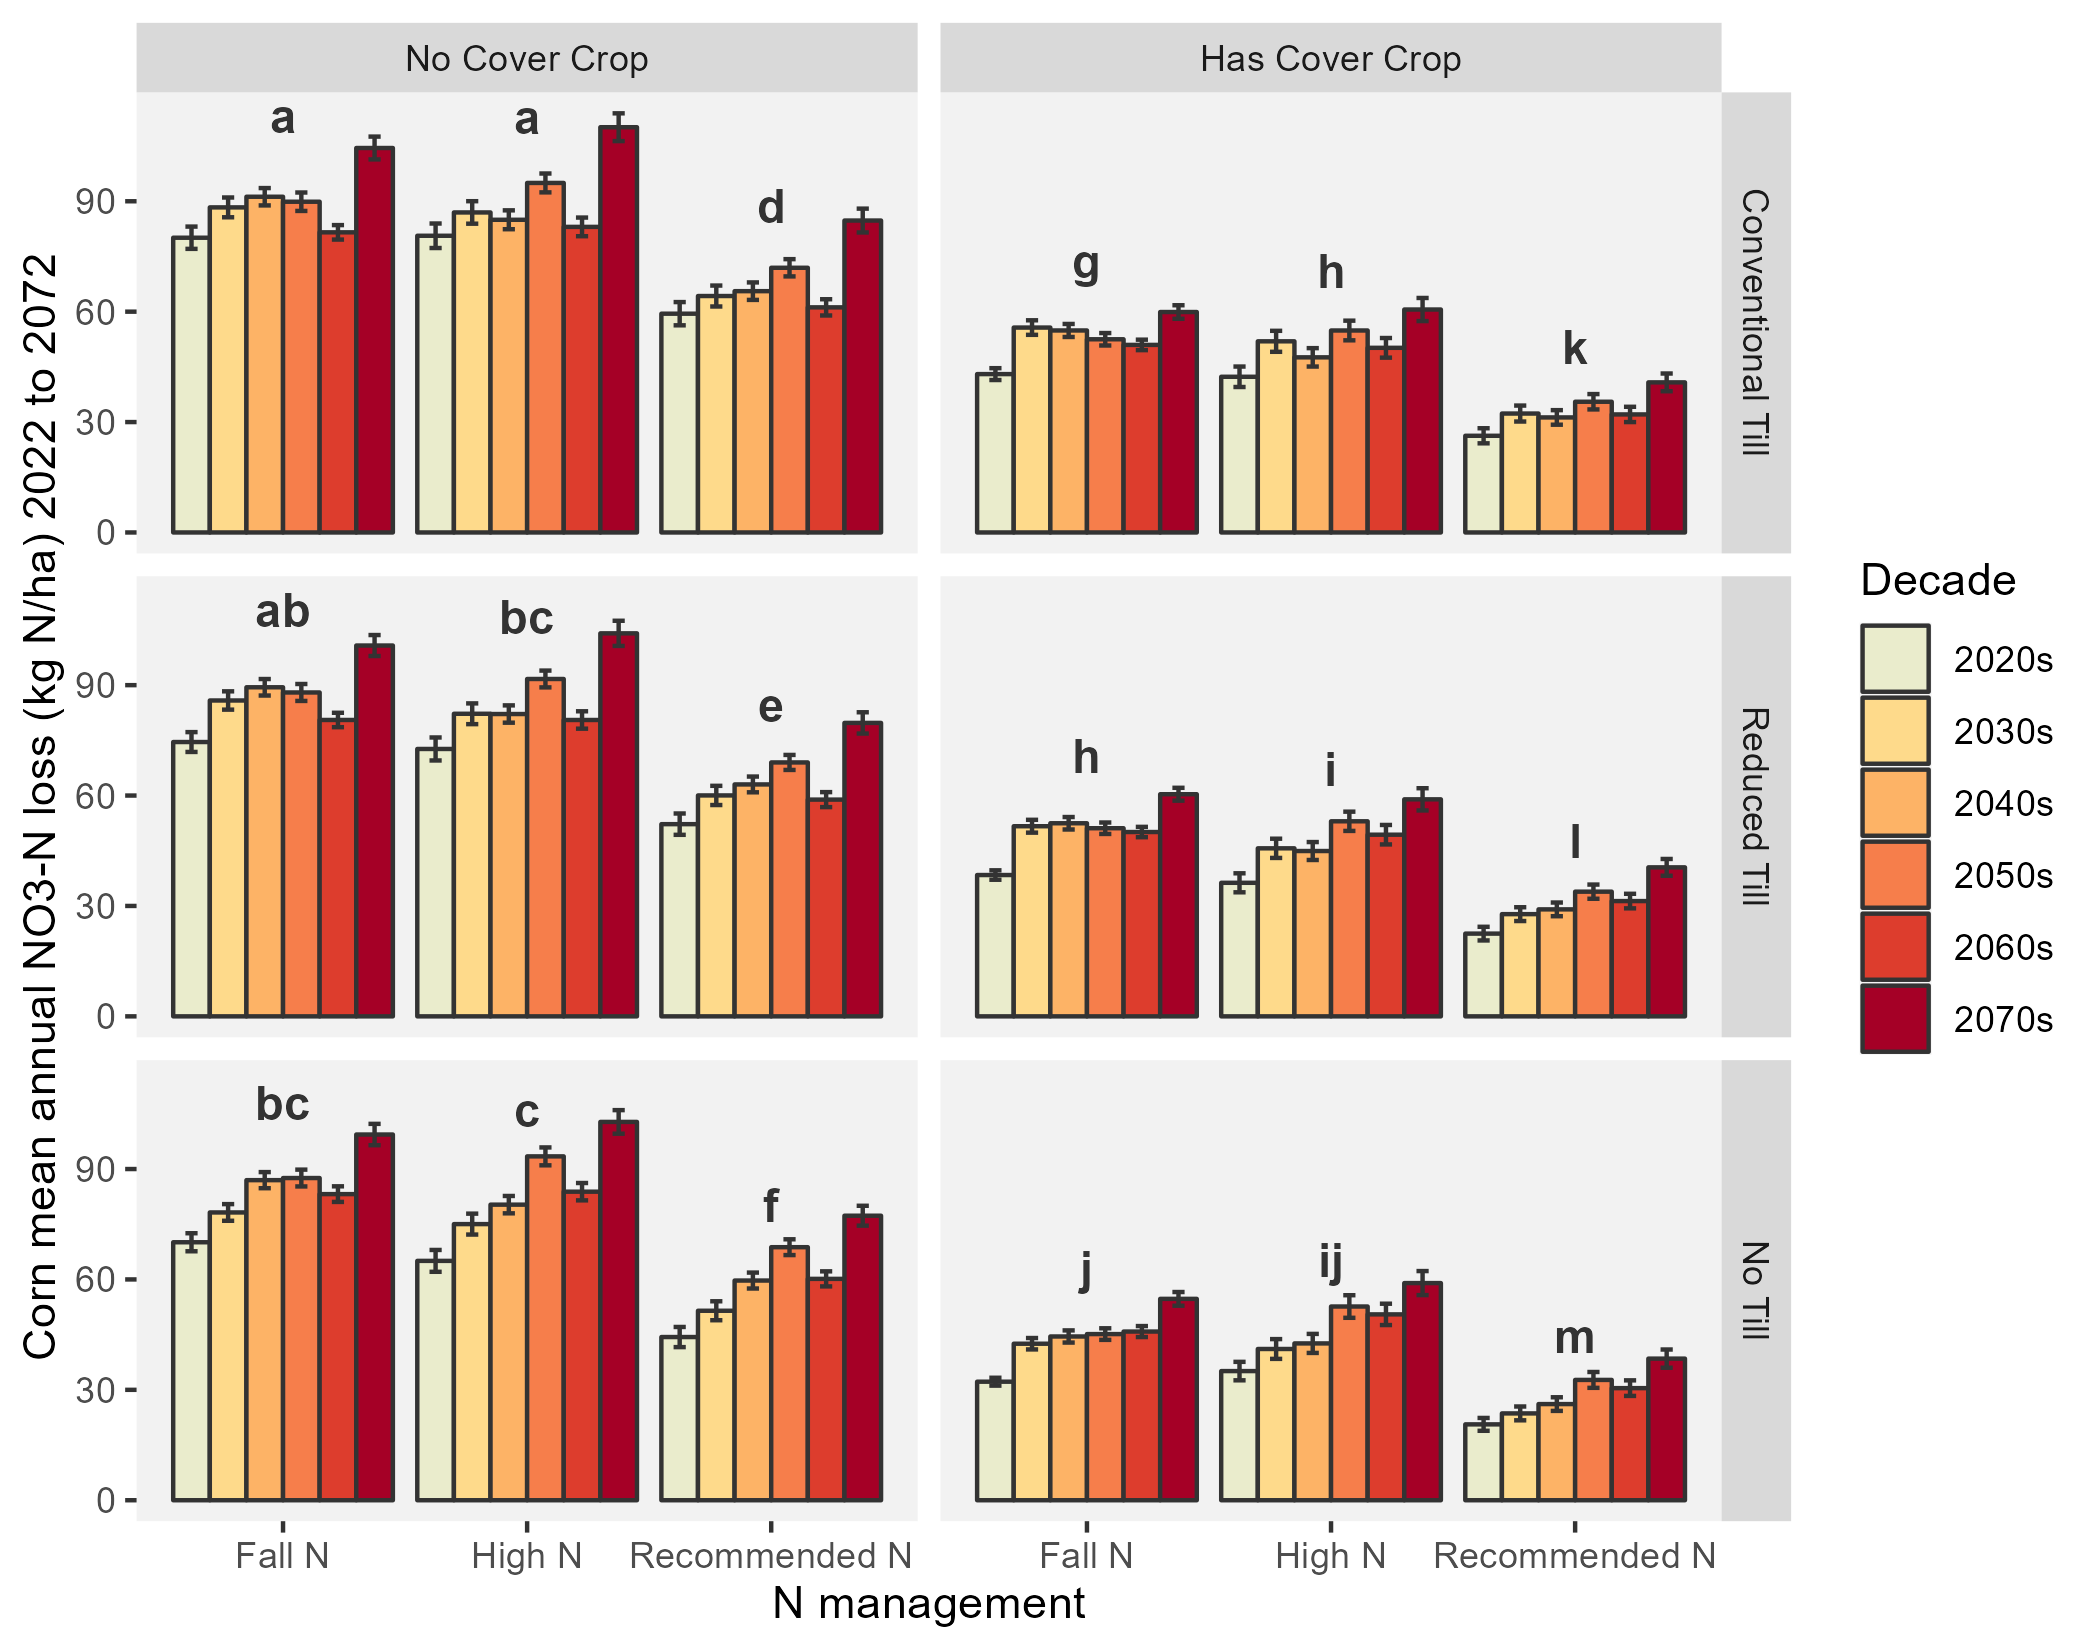 No Cover Crop
Has Cover Crop
Corn mean annual NO3-N loss (kg N/ha) 2022 to 2072
90
60
30
0
a
a
d
g
h
k
Conventional Till
90
60
30
0
ab
bc
e
h
i
l
Reduced Till
90
60
30
0
bc
c
f
j
ij
m
No Till
Fall N
High N
Recommended N
Fall N
High N
Recommended N
N management
Decade
2020s
2030s
2040s
2050s
2060s
2070s